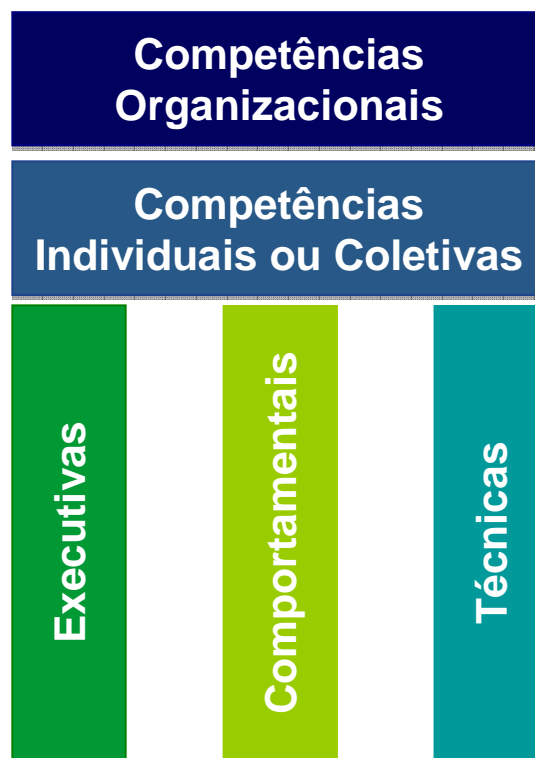 Competências
Organizacionais
Competências
Individuais ou Coletivas
Executivas
Comportamentais
Técnicas